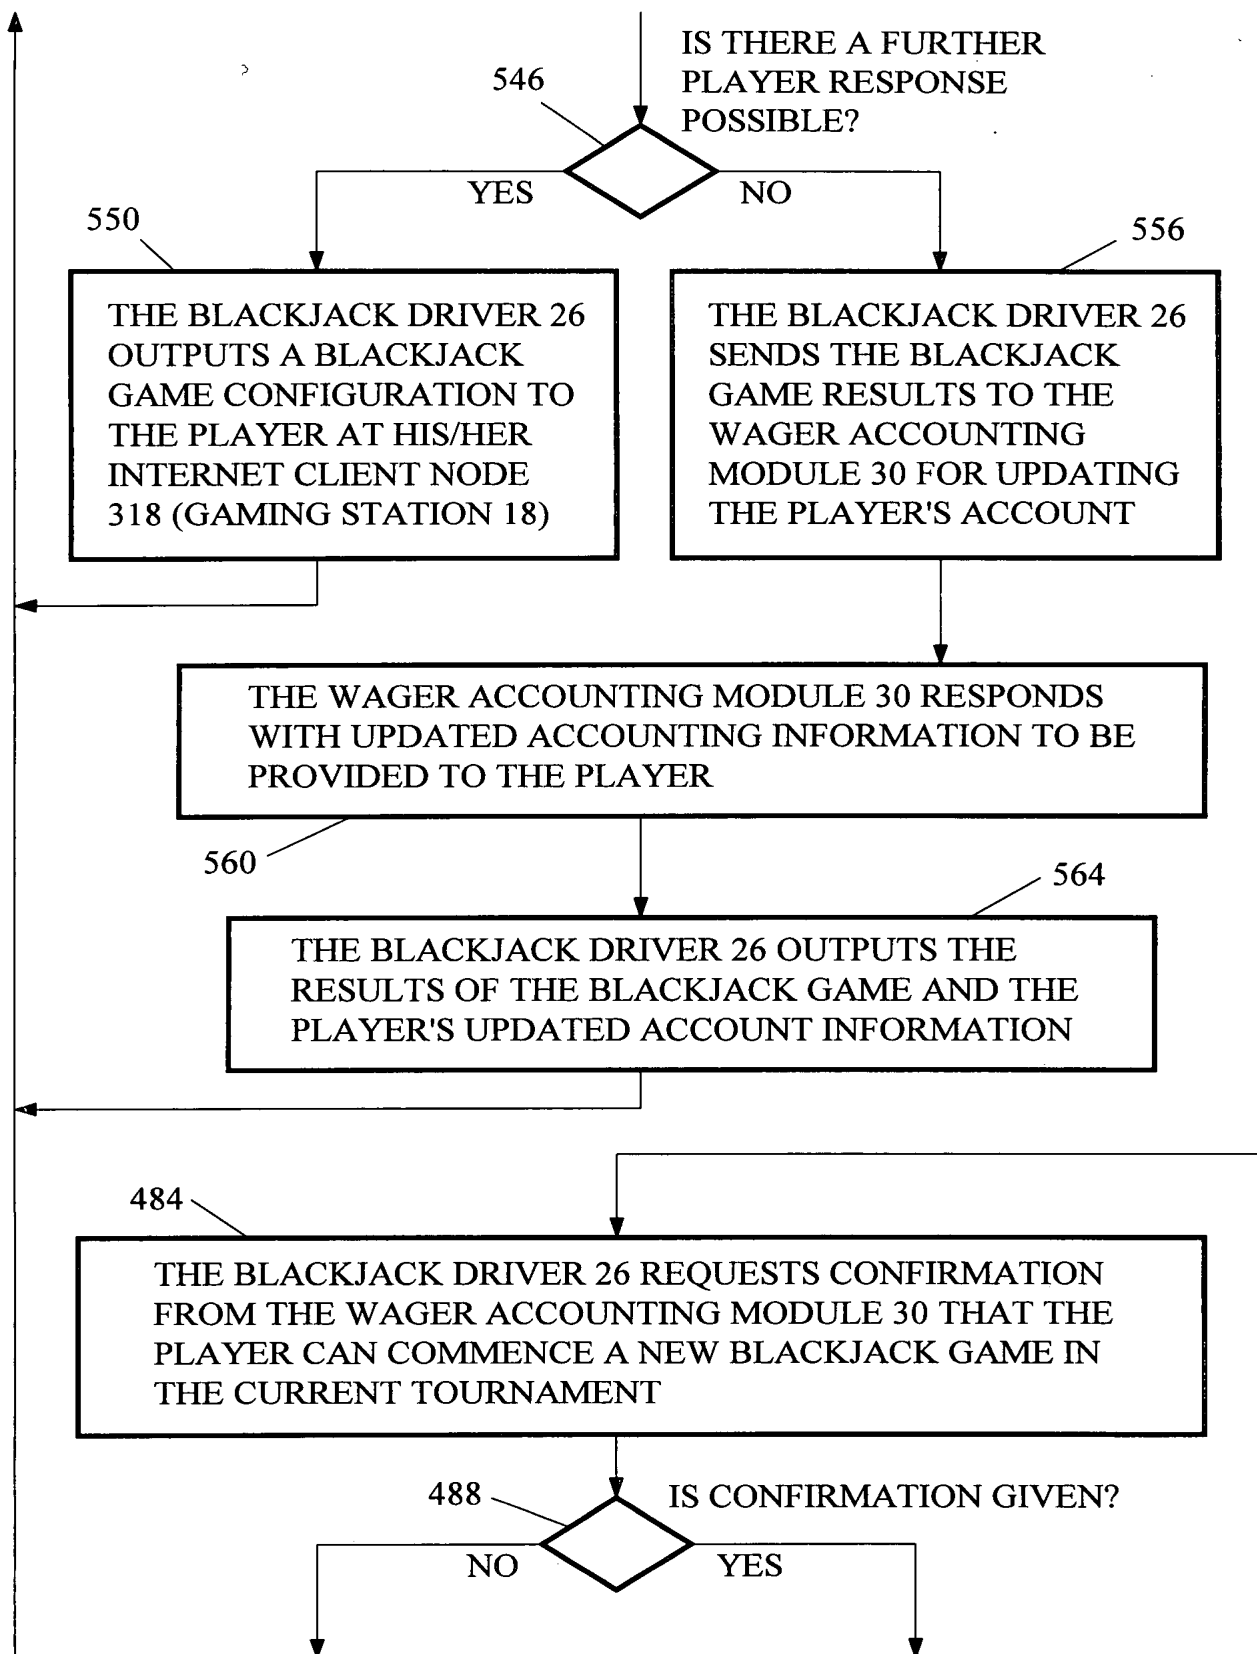 IS THERE A FURTHER
PLAYER RESPONSE
POSSIBLE?
546
YES
NO
550
556
THE BLACKJACK DRIVER 26
OUTPUTS A BLACKJACK
GAME CONFIGURATION TO
THE PLAYER AT HIS/HER
INTERNET CLIENT NODE
318 (GAMING STATION 18)
THE BLACKJACK DRIVER 26
SENDS THE BLACKJACK
GAME RESULTS TO THE
WAGER ACCOUNTING
MODULE 30 FOR UPDATING
THE PLAYER'S ACCOUNT
THE WAGER ACCOUNTING MODULE 30 RESPONDS
WITH UPDATED ACCOUNTING INFORMATION TO BE
PROVIDED TO THE PLAYER
560
564
THE BLACKJACK DRIVER 26 OUTPUTS THE
RESULTS OF THE BLACKJACK GAME AND THE
PLAYER'S UPDATED ACCOUNT INFORMATION
484
THE BLACKJACK DRIVER 26 REQUESTS CONFIRMATION
FROM THE WAGER ACCOUNTING MODULE 30 THAT THE
PLAYER CAN COMMENCE A NEW BLACKJACK GAME IN
THE CURRENT TOURNAMENT
488
IS CONFIRMATION GIVEN?
NO
YES